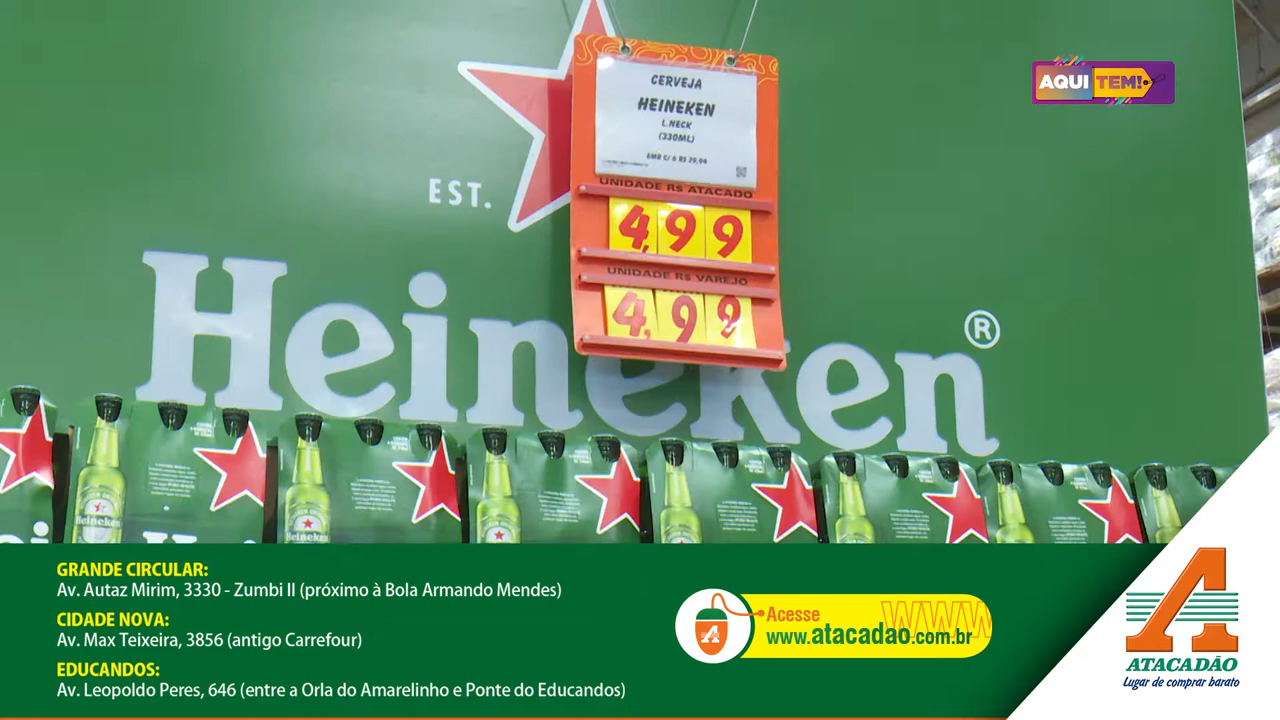 AQUI TEM!
CERVEJA
HEINEKEN
L.NECK
(330ML)
EMB C/ 6 R$ 29,94
UNIDADE R$ ATACADO
4,99
UNIDADE R$ VAREJO
4,99
EST.
Heineken®
Heineken
GRANDE CIRCULAR:
Av. Autaz Mirim, 3330 - Zumbi II (próximo à Bola Armando Mendes)
CIDADE NOVA:
Av. Max Teixeira, 3856 (antigo Carrefour)
EDUCANDOS:
Av. Leopoldo Peres, 646 (entre a Orla do Amarelinho e Ponte do Educandos)
Acesse
www.atacadao.com.br
WWW
ATACADÃO
Lugar de comprar barato